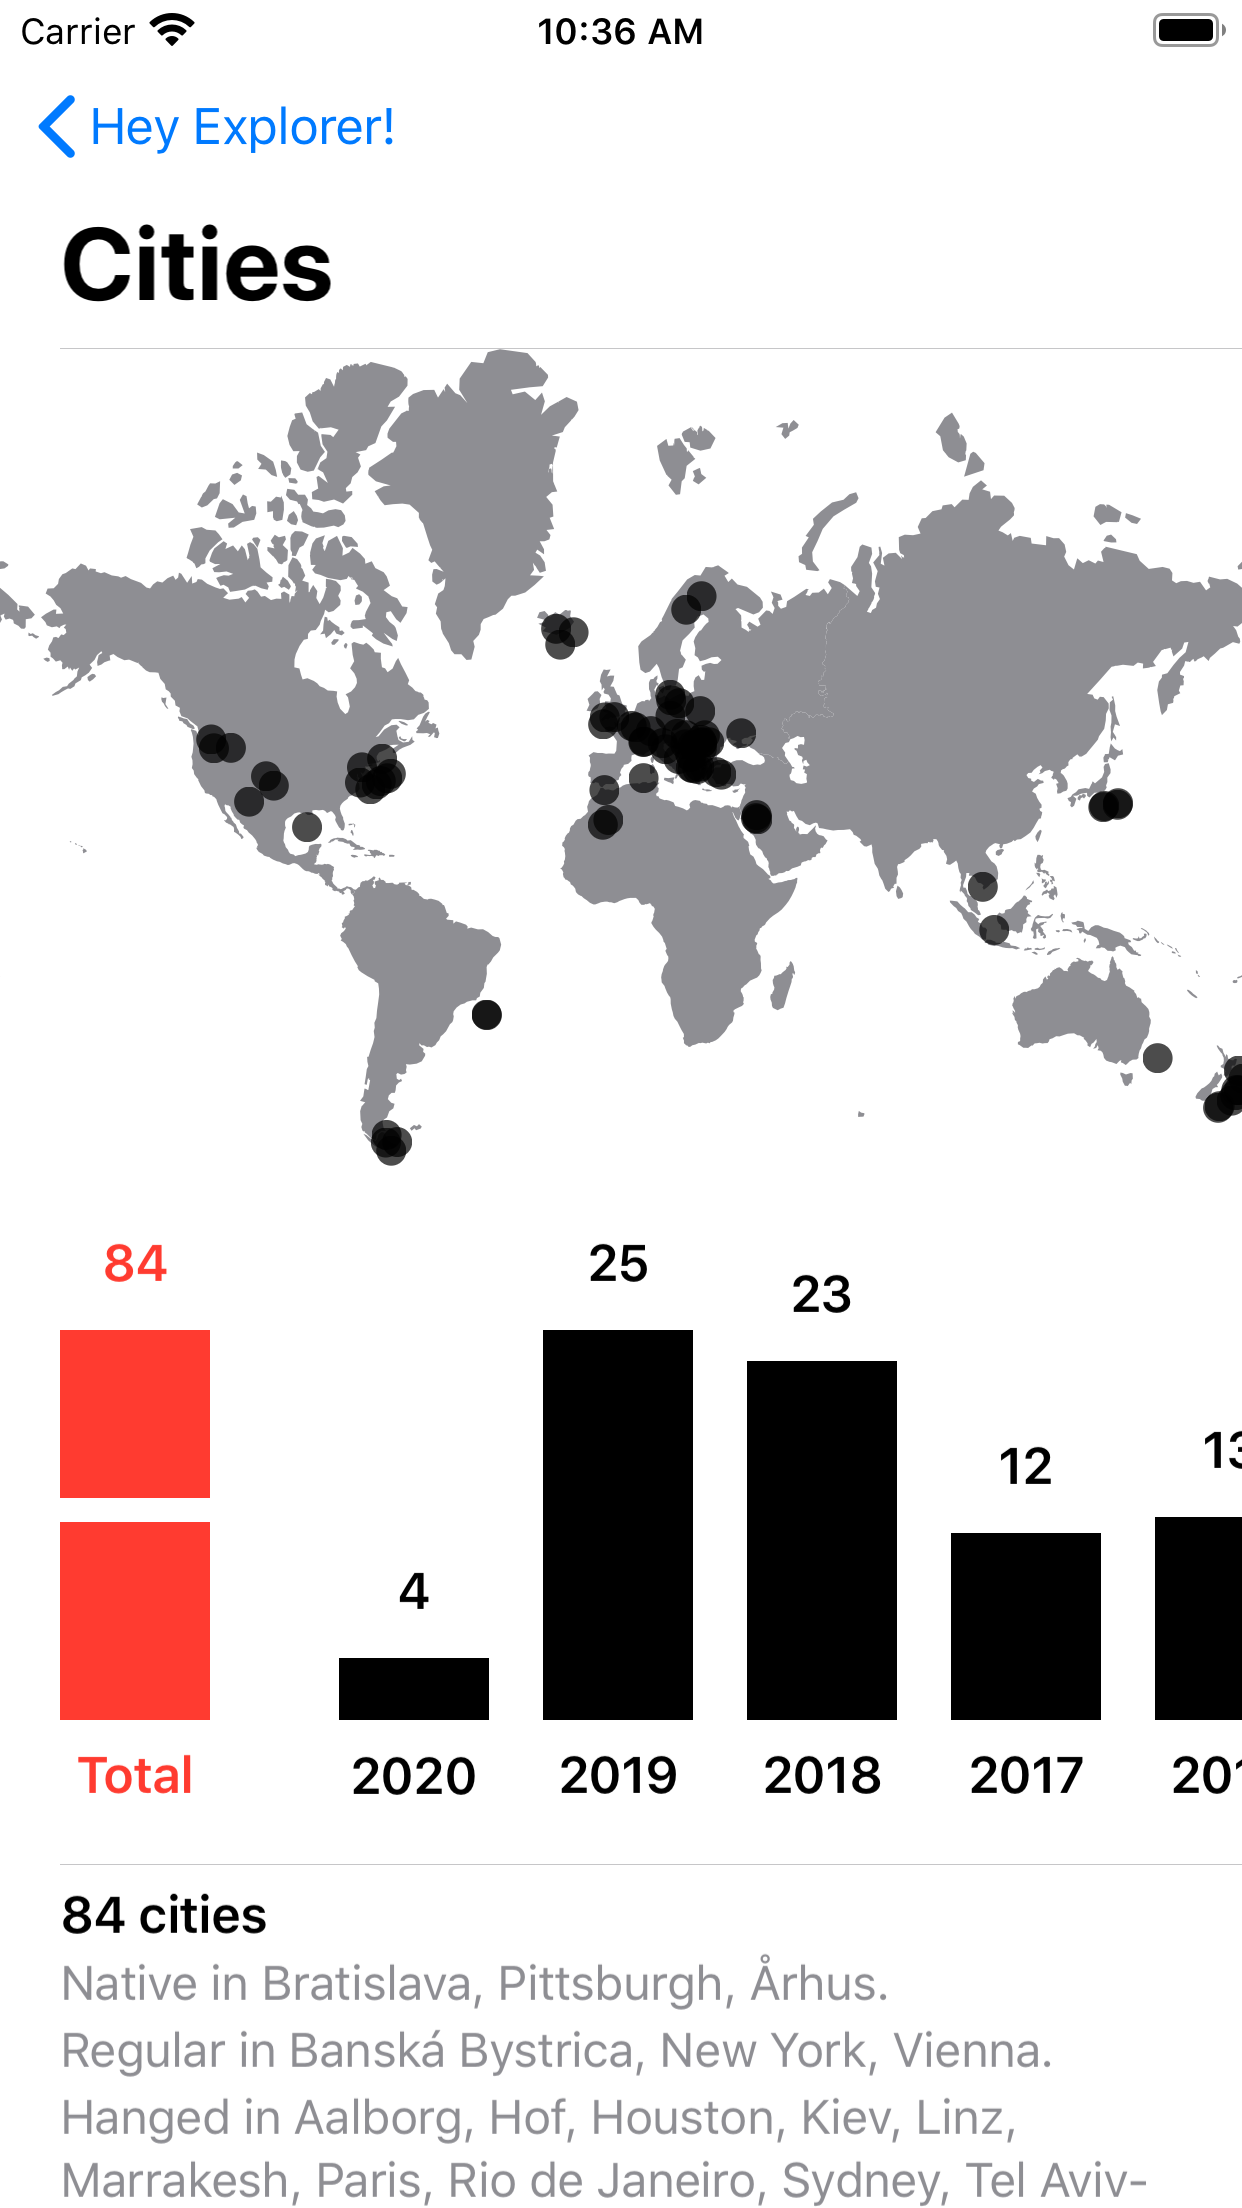 Carrier 10:36 AM
Hey Explorer!
Cities
84
25
23
12
13
4
Total 2020 2019 2018 2017 201
84 cities
Native in Bratislava, Pittsburgh, Århus.
Regular in Banská Bystrica, New York, Vienna.
Hanged in Aalborg, Hof, Houston, Kiev, Linz,
Marrakesh, Paris, Rio de Janeiro, Sydney, Tel Aviv-